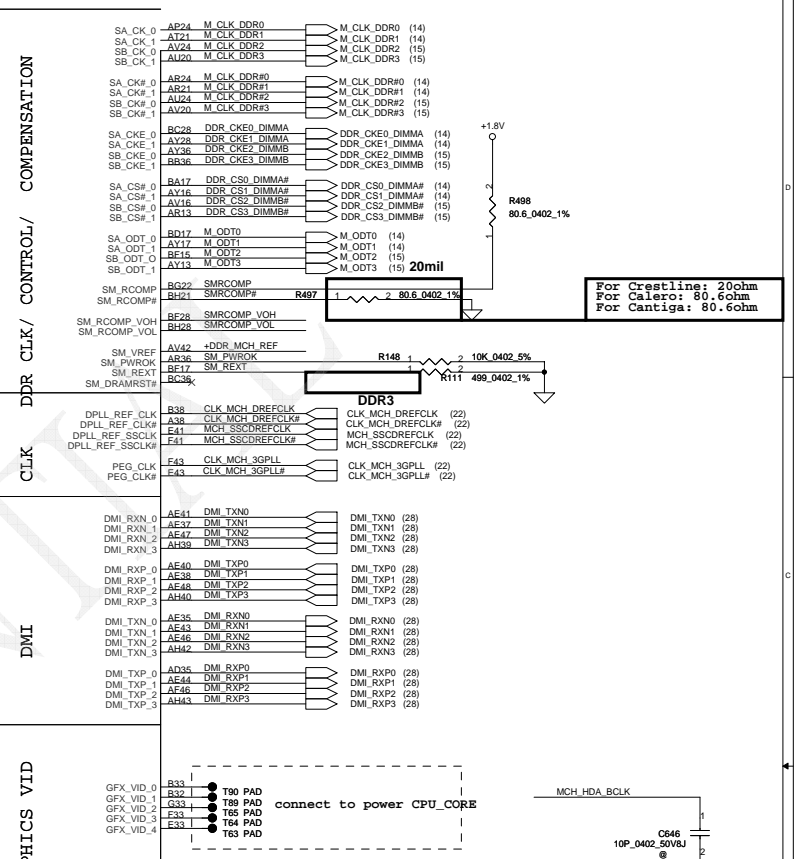 DDR CLK/ CONTROL/ COMPENSATION
SA_CK_0 AP24 M_CLK_DDR0 M_CLK_DDR0 (14)
SA_CK_1 AT21 M_CLK_DDR1 M_CLK_DDR1 (14)
SB_CK_0 AV24 M_CLK_DDR2 M_CLK_DDR2 (15)
SB_CK_1 AU20 M_CLK_DDR3 M_CLK_DDR3 (15)
SA_CK#_0 AR24 M_CLK_DDR#0 M_CLK_DDR#0 (14)
SA_CK#_1 AR21 M_CLK_DDR#1 M_CLK_DDR#1 (14)
SB_CK#_0 AU24 M_CLK_DDR#2 M_CLK_DDR#2 (15)
SB_CK#_1 AV20 M_CLK_DDR#3 M_CLK_DDR#3 (15)
+1.8V
SA_CKE_0 BC28 DDR_CKE0_DIMMA DDR_CKE0_DIMMA (14)
SA_CKE_1 AY28 DDR_CKE1_DIMMA DDR_CKE1_DIMMA (14)
SB_CKE_0 AY36 DDR_CKE2_DIMMB DDR_CKE2_DIMMB (15)
SB_CKE_1 BB36 DDR_CKE3_DIMMB DDR_CKE3_DIMMB (15)
D
SA_CS#_0 BA17 DDR_CS0_DIMMA# DDR_CS0_DIMMA# (14)
SA_CS#_1 AY16 DDR_CS1_DIMMA# DDR_CS1_DIMMA# (14)
SB_CS#_0 AV16 DDR_CS2_DIMMB# DDR_CS2_DIMMB# (15)
SB_CS#_1 AR13 DDR_CS3_DIMMB# DDR_CS3_DIMMB# (15)
2
R498
80.6_0402_1%
1
SA_ODT_0 BD17 M_ODT0 M_ODT0 (14)
SA_ODT_1 AY17 M_ODT1 M_ODT1 (14)
SB_ODT_O BF15 M_ODT2 M_ODT2 (15)
SB_ODT_1 AY13 M_ODT3 M_ODT3 (15) 20mil
SM_RCOMP BG22 SMRCOMP
SM_RCOMP# BH21 SMRCOMP# R497 1 2 80.6_0402_1%
For Crestline: 20ohm
For Calero: 80.6ohm
For Cantiga: 80.6ohm
SM_RCOMP_VOH BF28 SMRCOMP_VOH
SM_RCOMP_VOL BH28 SMRCOMP_VOL
SM_VREF AV42 +DDR_MCH_REF
SM_PWROK AR36 SM_PWROK R148 1 2 10K_0402_5%
SM_REXT BF17 SM_REXT 1 2
SM_DRAMRST# BC36 R111 499_0402_1%
DDR3
CLK
DPLL_REF_CLK B38 CLK_MCH_DREFCLK CLK_MCH_DREFCLK (22)
DPLL_REF_CLK# A38 CLK_MCH_DREFCLK# CLK_MCH_DREFCLK# (22)
DPLL_REF_SSCLK E41 MCH_SSCDREFCLK MCH_SSCDREFCLK (22)
DPLL_REF_SSCLK# F41 MCH_SSCDREFCLK# MCH_SSCDREFCLK# (22)
PEG_CLK F43 CLK_MCH_3GPLL CLK_MCH_3GPLL (22)
PEG_CLK# E43 CLK_MCH_3GPLL# CLK_MCH_3GPLL# (22)
DMI
DMI_RXN_0 AE41 DMI_TXN0 DMI_TXN0 (28)
DMI_RXN_1 AE37 DMI_TXN1 DMI_TXN1 (28)
DMI_RXN_2 AE47 DMI_TXN2 DMI_TXN2 (28)
DMI_RXN_3 AH39 DMI_TXN3 DMI_TXN3 (28)
DMI_RXP_0 AE40 DMI_TXP0 DMI_TXP0 (28)
DMI_RXP_1 AE38 DMI_TXP1 DMI_TXP1 (28)
DMI_RXP_2 AE48 DMI_TXP2 DMI_TXP2 (28)
DMI_RXP_3 AH40 DMI_TXP3 DMI_TXP3 (28)
C
DMI_TXN_0 AE35 DMI_RXN0 DMI_RXN0 (28)
DMI_TXN_1 AE43 DMI_RXN1 DMI_RXN1 (28)
DMI_TXN_2 AE46 DMI_RXN2 DMI_RXN2 (28)
DMI_TXN_3 AH42 DMI_RXN3 DMI_RXN3 (28)
DMI_TXP_0 AD35 DMI_RXP0 DMI_RXP0 (28)
DMI_TXP_1 AE44 DMI_RXP1 DMI_RXP1 (28)
DMI_TXP_2 AF46 DMI_RXP2 DMI_RXP2 (28)
DMI_TXP_3 AH43 DMI_RXP3 DMI_RXP3 (28)
PHICS VID
GFX_VID_0 B33 T90 PAD
GFX_VID_1 B32 T89 PAD
GFX_VID_2 G33 T65 PAD
GFX_VID_3 F33 T64 PAD
GFX_VID_4 E33 T63 PAD
connect to power CPU_CORE
MCH_HDA_BCLK
1
C646
10P_0402_50V8J
@
2